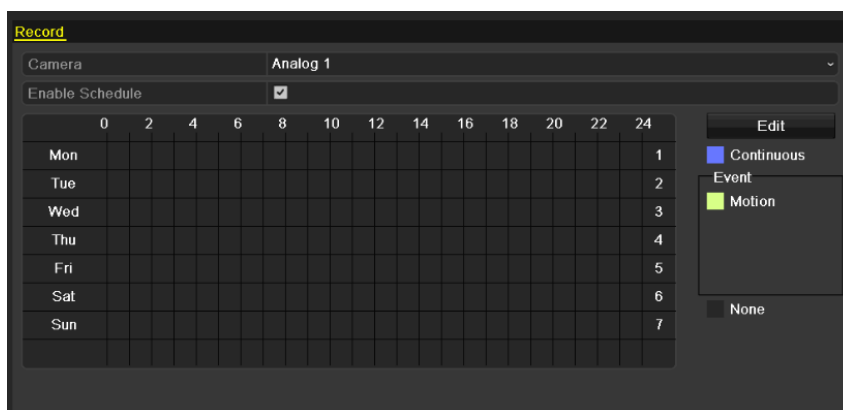 Record
Camera Analog 1
Enable Schedule
0 2 4 6 8 10 12 14 16 18 20 22 24
Mon 1
Tue 2
Wed 3
Thu 4
Fri 5
Sat 6
Sun 7
Edit
Continuous
Event
Motion
None